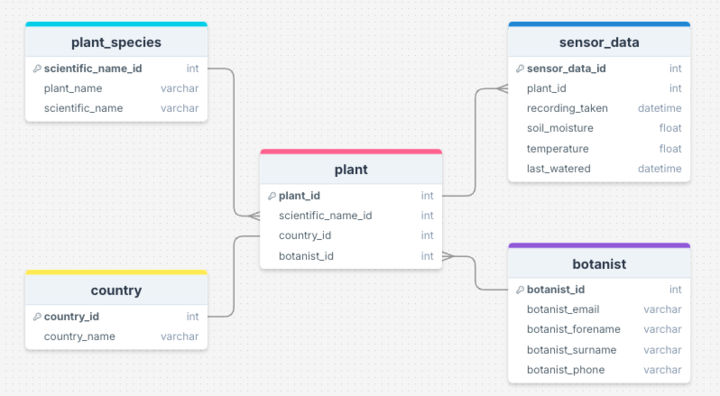 plant_species
scientific_name_id int
plant_name varchar
scientific_name varchar
sensor_data
sensor_data_id int
plant_id int
recording_taken datetime
soil_moisture float
temperature float
last_watered datetime
plant
plant_id int
scientific_name_id int
country_id int
botanist_id int
country
country_id int
country_name varchar
botanist
botanist_id int
botanist_email varchar
botanist_forename varchar
botanist_surname varchar
botanist_phone varchar